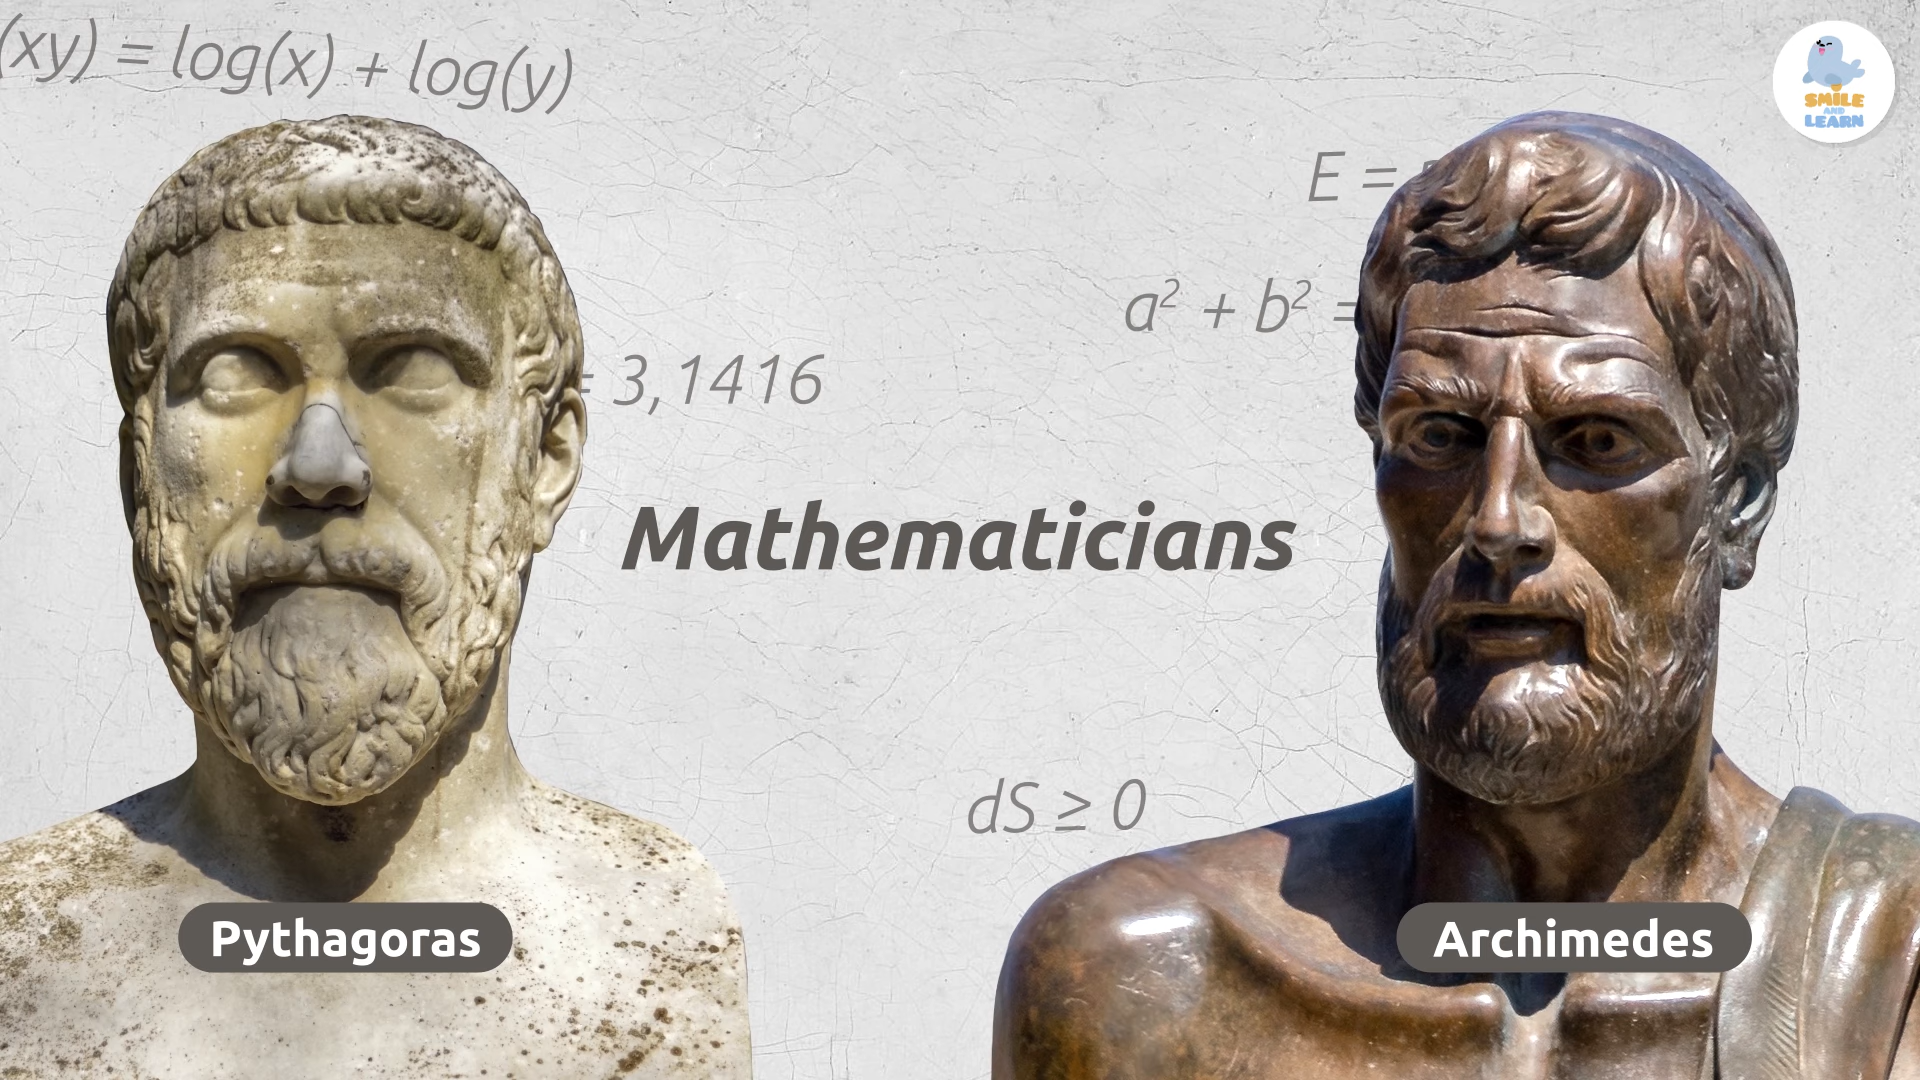 (xy) = log(x) + log(y)
SMILE
AND
LEARN
E =
a² + b² =
= 3,1416
Mathematicians
dS ≥ 0
Pythagoras
Archimedes